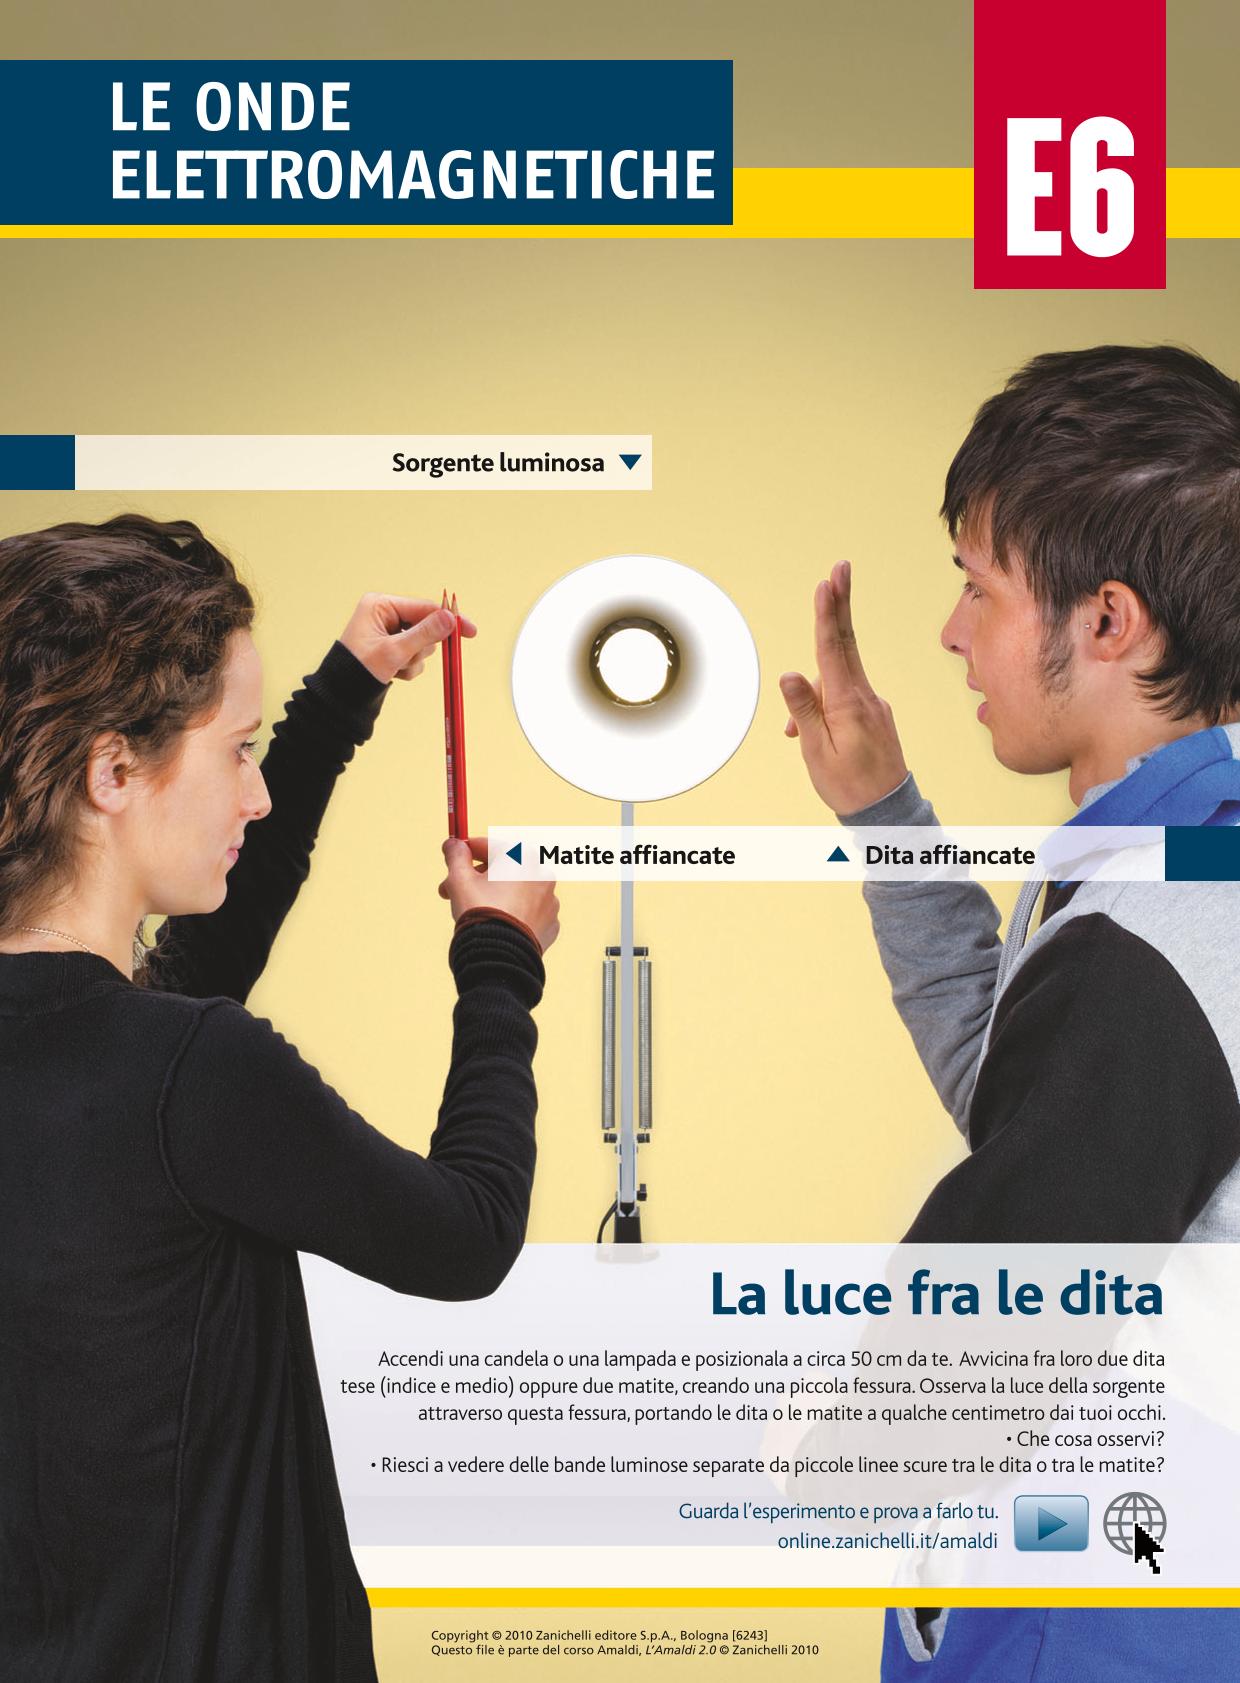 LE ONDE
ELETTROMAGNETICHE
E6
Sorgente luminosa
Matite affiancate
Dita affiancate
La luce fra le dita
Accendi una candela o una lampada e posizionala a circa 50 cm da te. Avvicina fra loro due dita
tese (indice e medio) oppure due matite, creando una piccola fessura. Osserva la luce della sorgente
attraverso questa fessura, portando le dita o le matite a qualche centimetro dai tuoi occhi.
• Che cosa osservi?
• Riesci a vedere delle bande luminose separate da piccole linee scure tra le dita o tra le matite?
Guarda l'esperimento e prova a farlo tu.
online.zanichelli.it/amaldi
Copyright © 2010 Zanichelli editore S.p.A., Bologna [6243]
Questo file è parte del corso Amaldi, L'Amaldi 2.0 © Zanichelli 2010